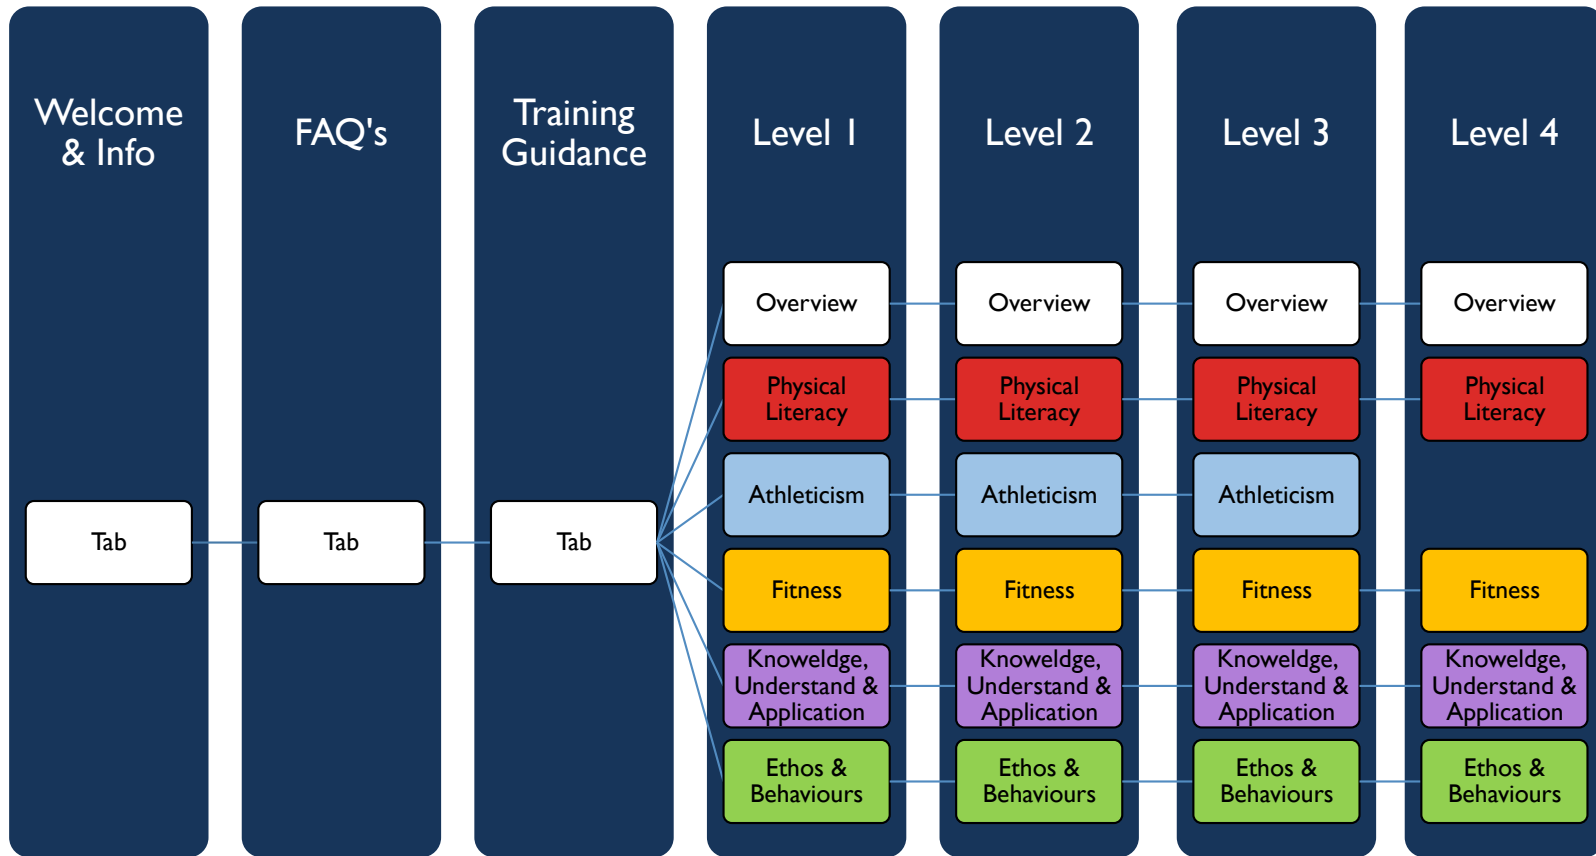 Welcome
& Info
FAQ's
Training
Guidance
Level 1
Level 2
Level 3
Level 4
Tab
Tab
Tab
Overview
Overview
Overview
Overview
Physical
Literacy
Physical
Literacy
Physical
Literacy
Physical
Literacy
Athleticism
Athleticism
Athleticism
Fitness
Fitness
Fitness
Fitness
Knoweldge,
Understand &
Application
Knoweldge,
Understand &
Application
Knoweldge,
Understand &
Application
Knoweldge,
Understand &
Application
Ethos &
Behaviours
Ethos &
Behaviours
Ethos &
Behaviours
Ethos &
Behaviours